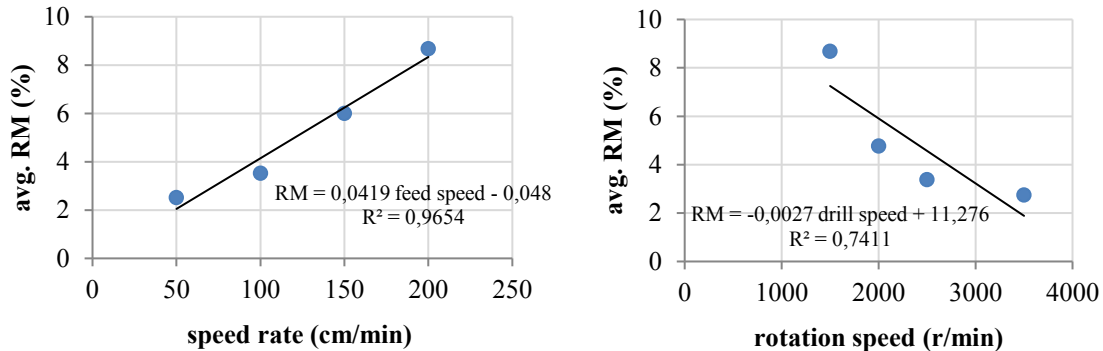 10
8
6
4
2
0
avg. RM (%)
RM = 0,0419 feed speed - 0,048
R² = 0,9654
0 50 100 150 200 250
speed rate (cm/min)
10
8
6
4
2
0
avg. RM (%)
RM = -0,0027 drill speed + 11,276
R² = 0,7411
0 1000 2000 3000 4000
rotation speed (r/min)